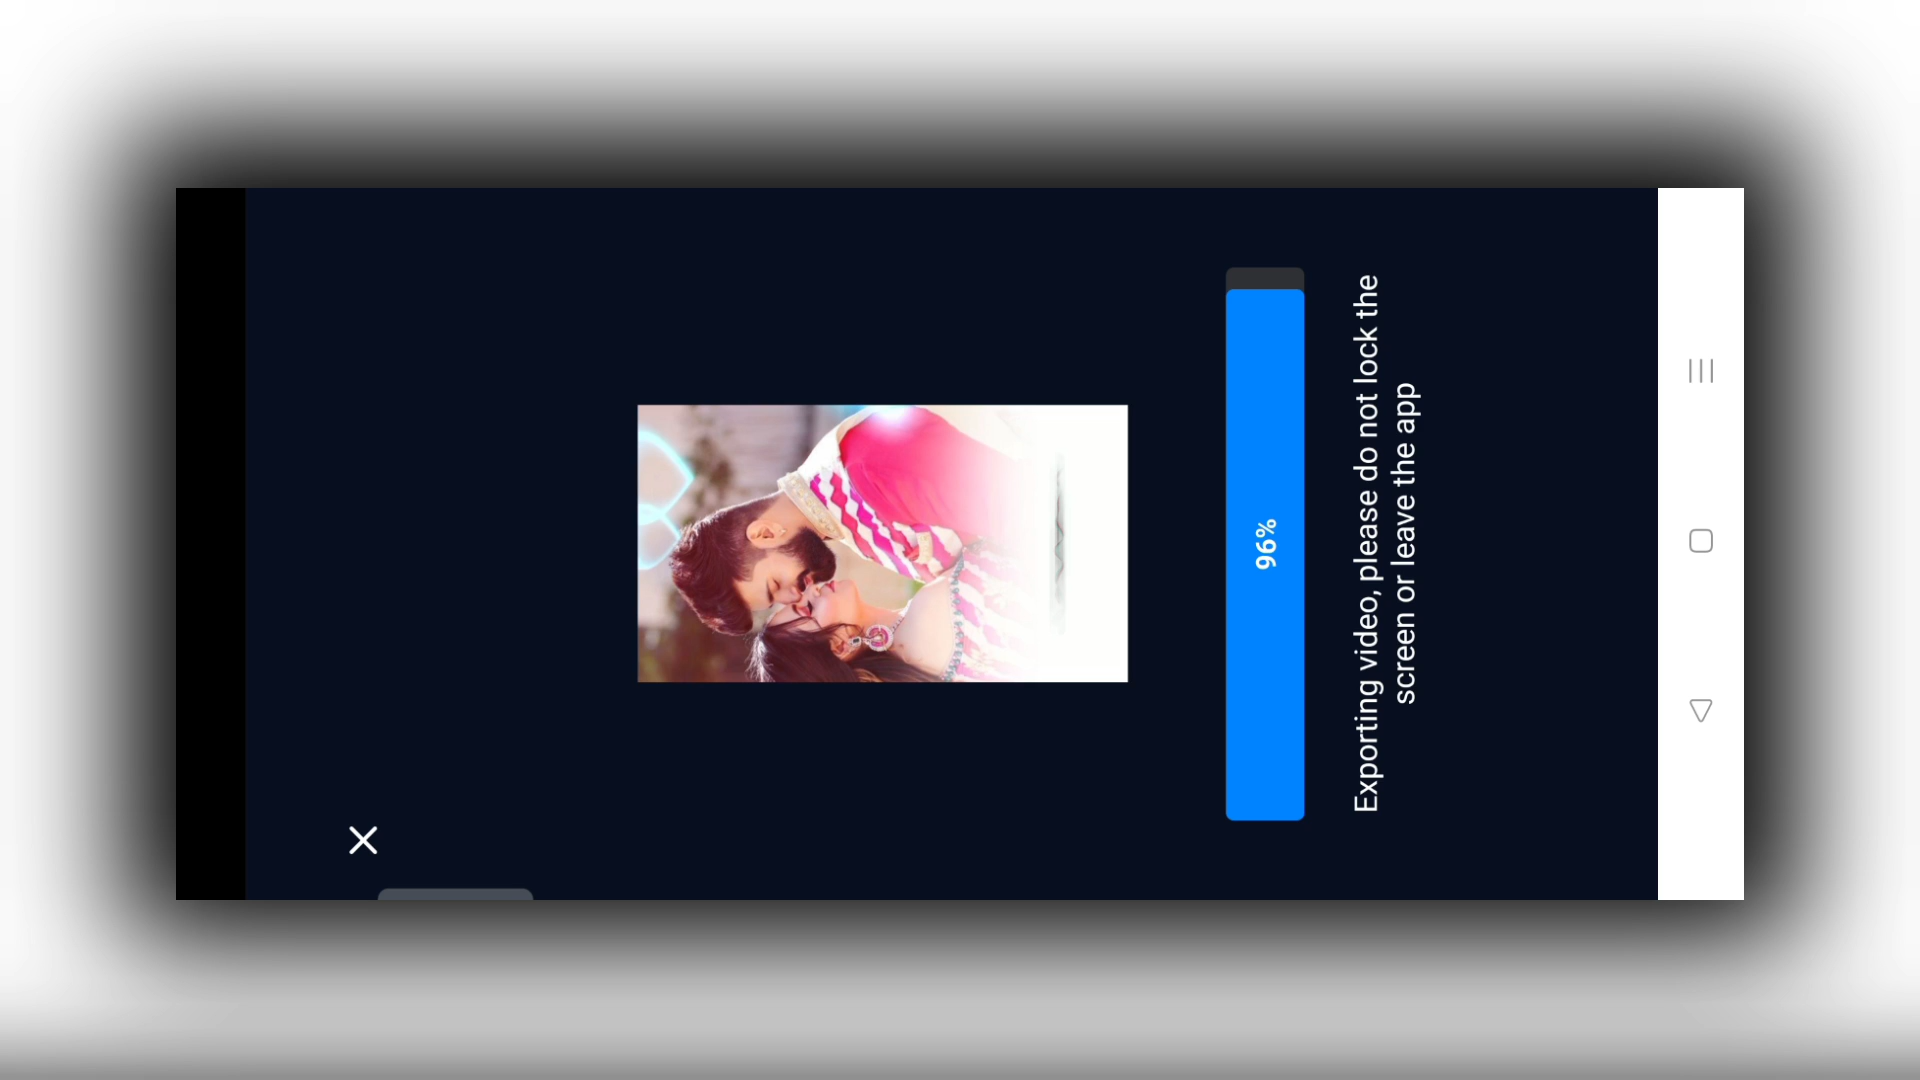 96%
Exporting video, please do not lock the
screen or leave the app